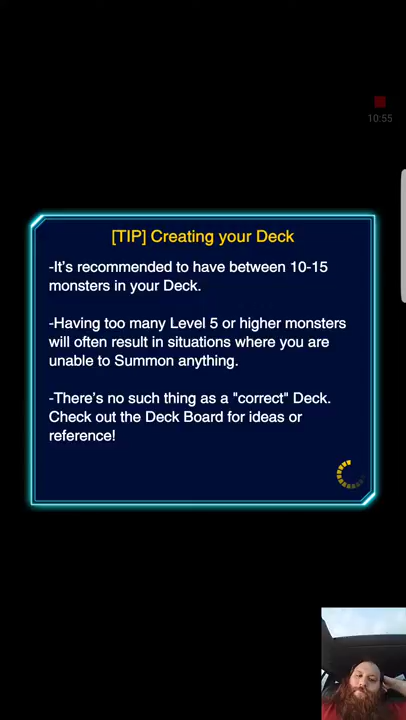 10:55
[TIP] Creating your Deck
-It's recommended to have between 10-15
monsters in your Deck.
-Having too many Level 5 or higher monsters
will often result in situations where you are
unable to Summon anything.
-There's no such thing as a "correct" Deck.
Check out the Deck Board for ideas or
reference!